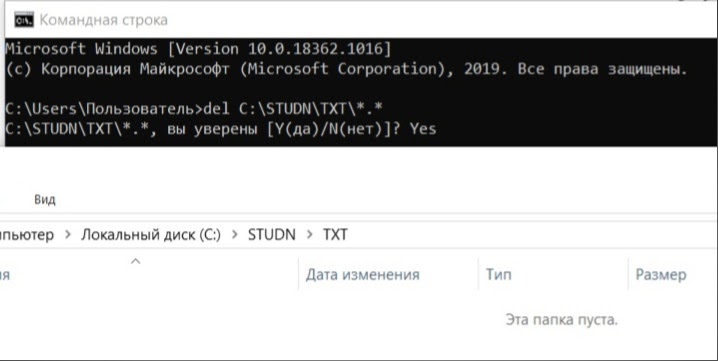 Командная строка
Microsoft Windows [Version 10.0.18362.1016]
(c) Корпорация Майкрософт (Microsoft Corporation), 2019. Все права защищены.
C:\Users\Пользователь>del C:\STUDN\TXT\*.*
C:\STUDN\TXT\*.*, вы уверены [Y(да)/N(нет)]? Yes
Вид
мпьютер > Локальный диск (C:) > STUDN > TXT
ия Дата изменения Тип Размер
Эта папка пуста.